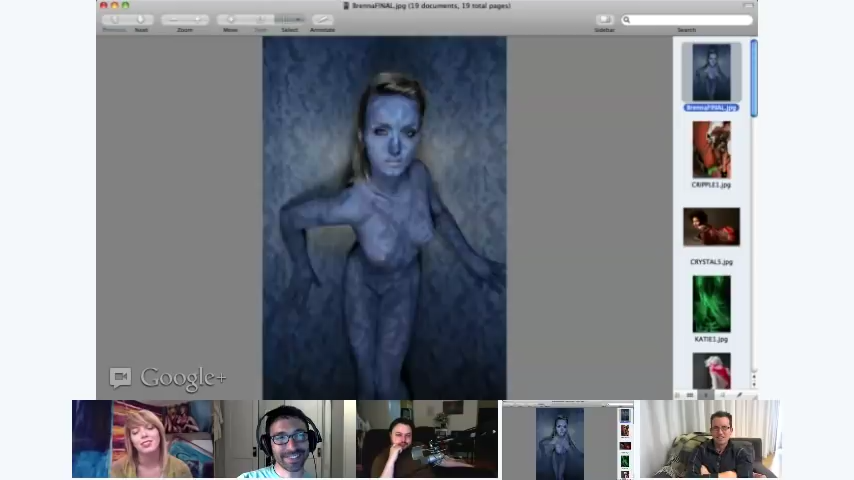 BrennaFINAL.jpg (19 documents, 19 total pages)
Previous Next Zoom Move Text Select Annotate Sidebar Search
BrennaFINAL.jpg
CRIPPLE1.jpg
CRYSTAL5.jpg
KATIE1.jpg
Google+